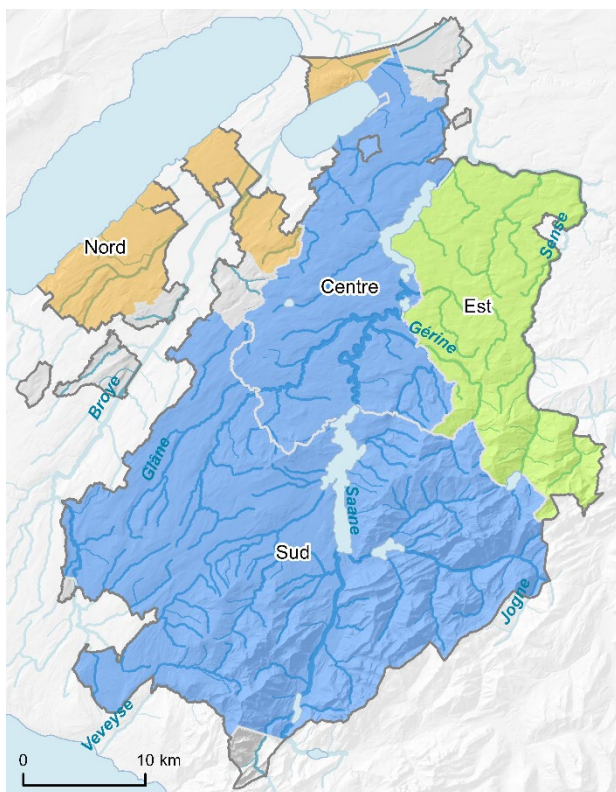 Nord
Centre
Sense
Est
Gérine
Broye
Glâne
Saane
Sud
Jogne
Veveyse
0 10 km